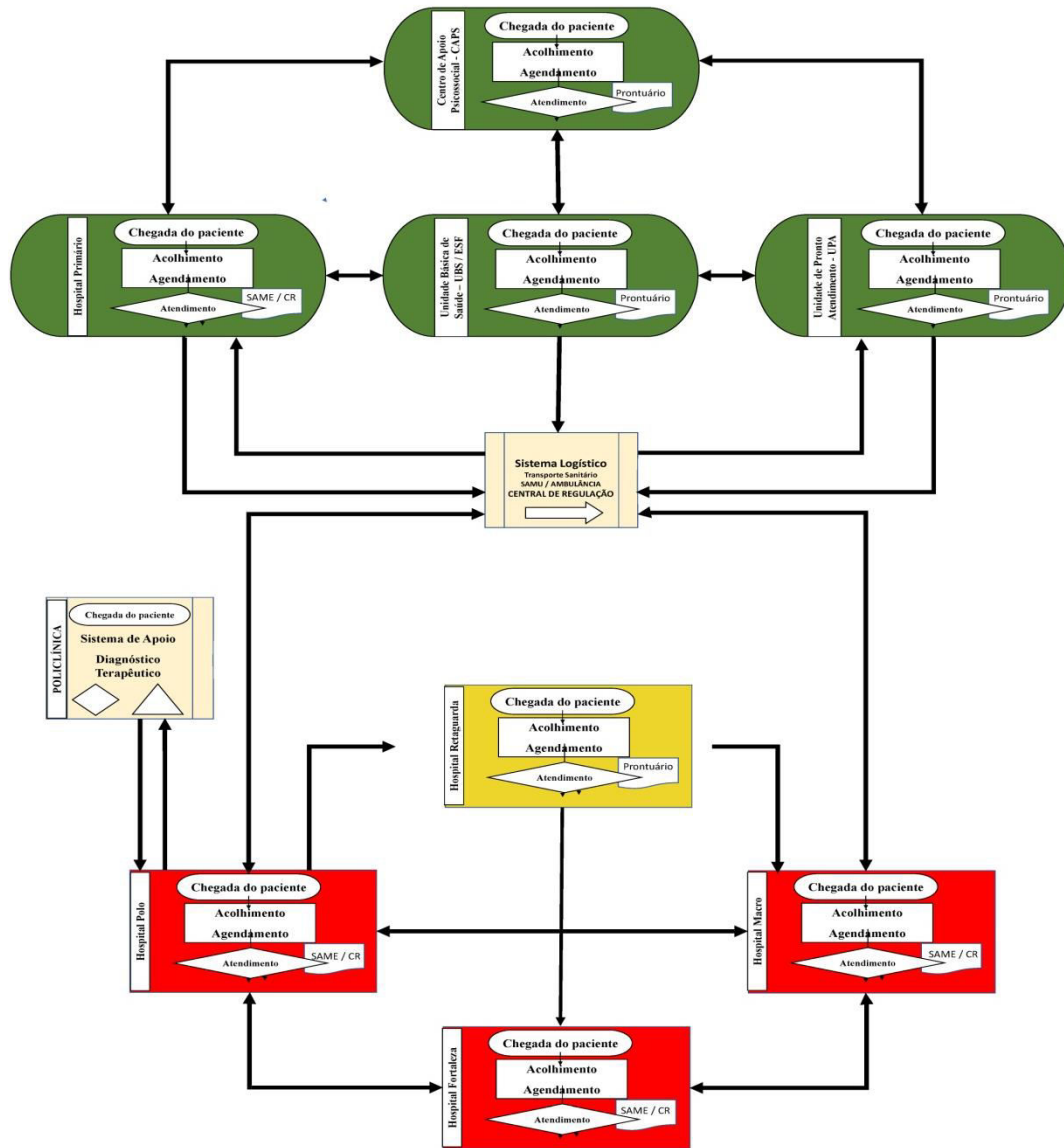 Centro de Apoio
Psicossocial - CAPS
Chegada do paciente
Acolhimento
Agendamento
Prontuário
Atendimento
Hospital Primário
Chegada do paciente
Acolhimento
Agendamento
SAME / CR
Atendimento
Unidade Básica de
Saúde – UBS / ESF
Chegada do paciente
Acolhimento
Agendamento
Prontuário
Atendimento
Unidade de Pronto
Atendimento - UPA
Chegada do paciente
Acolhimento
Agendamento
Prontuário
Atendimento
Sistema Logístico
Transporte Sanitário
SAMU / AMBULÂNCIA
CENTRAL DE REGULAÇÃO
POLICLÍNICA
Chegada do paciente
Sistema de Apoio
Diagnóstico
Terapêutico
Hospital Retaguarda
Chegada do paciente
Acolhimento
Agendamento
Prontuário
Atendimento
Hospital Polo
Chegada do paciente
Acolhimento
Agendamento
SAME / CR
Atendimento
Hospital Macro
Chegada do paciente
Acolhimento
Agendamento
SAME / CR
Atendimento
Hospital Fortaleza
Chegada do paciente
Acolhimento
Agendamento
SAME / CR
Atendimento